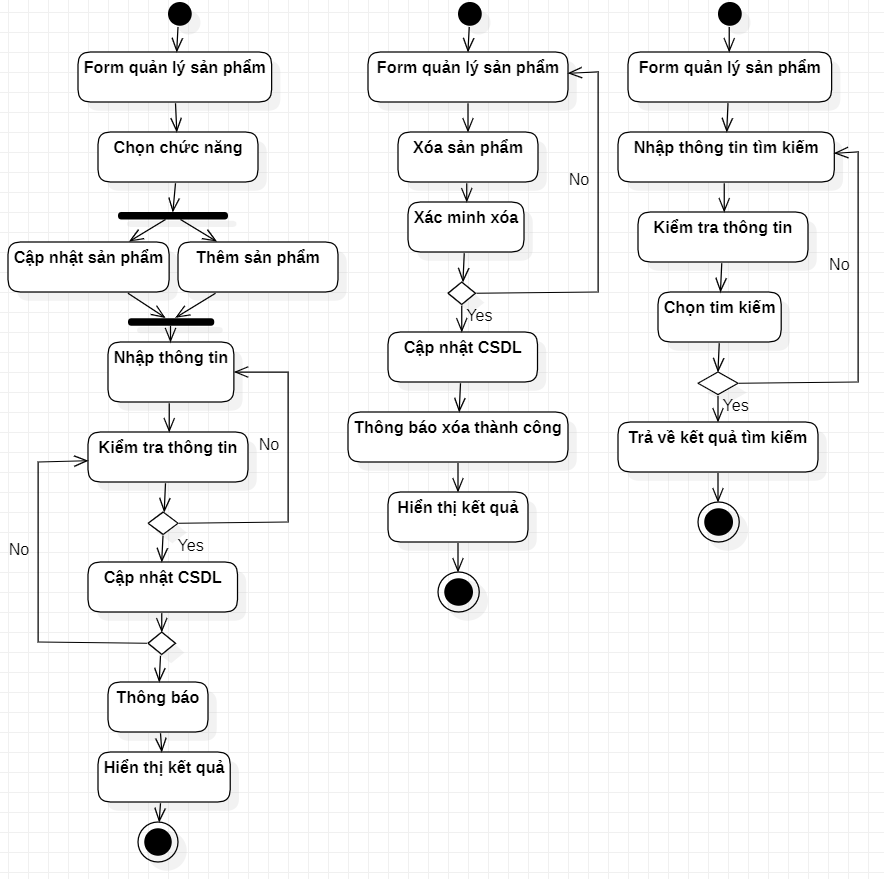 Form quản lý sản phẩm
Chọn chức năng
Cập nhật sản phẩm
Thêm sản phẩm
Nhập thông tin
Kiểm tra thông tin
No
No
Yes
Cập nhật CSDL
Thông báo
Hiển thị kết quả
Form quản lý sản phẩm
Xóa sản phẩm
No
Xác minh xóa
Yes
Cập nhật CSDL
Thông báo xóa thành công
Hiển thị kết quả
Form quản lý sản phẩm
Nhập thông tin tìm kiếm
Kiểm tra thông tin
No
Chọn tìm kiếm
Yes
Trả về kết quả tìm kiếm